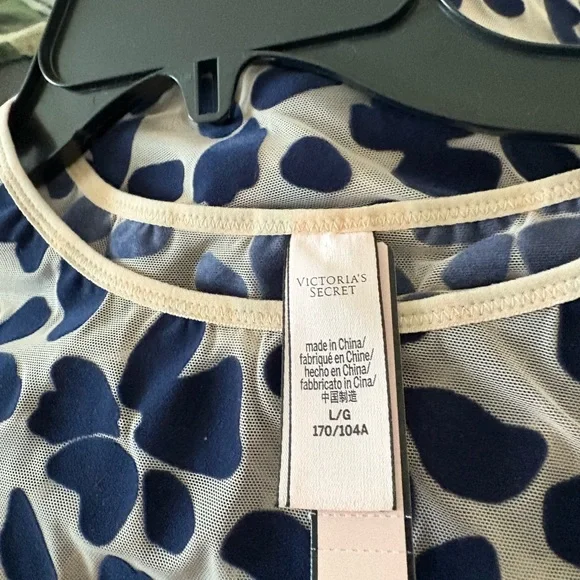 VICTORIA'S
SECRET
made in China/
fabriqué en Chine/
hecho en China/
fabbricato in Cina/
中国制造
L/G
170/104A